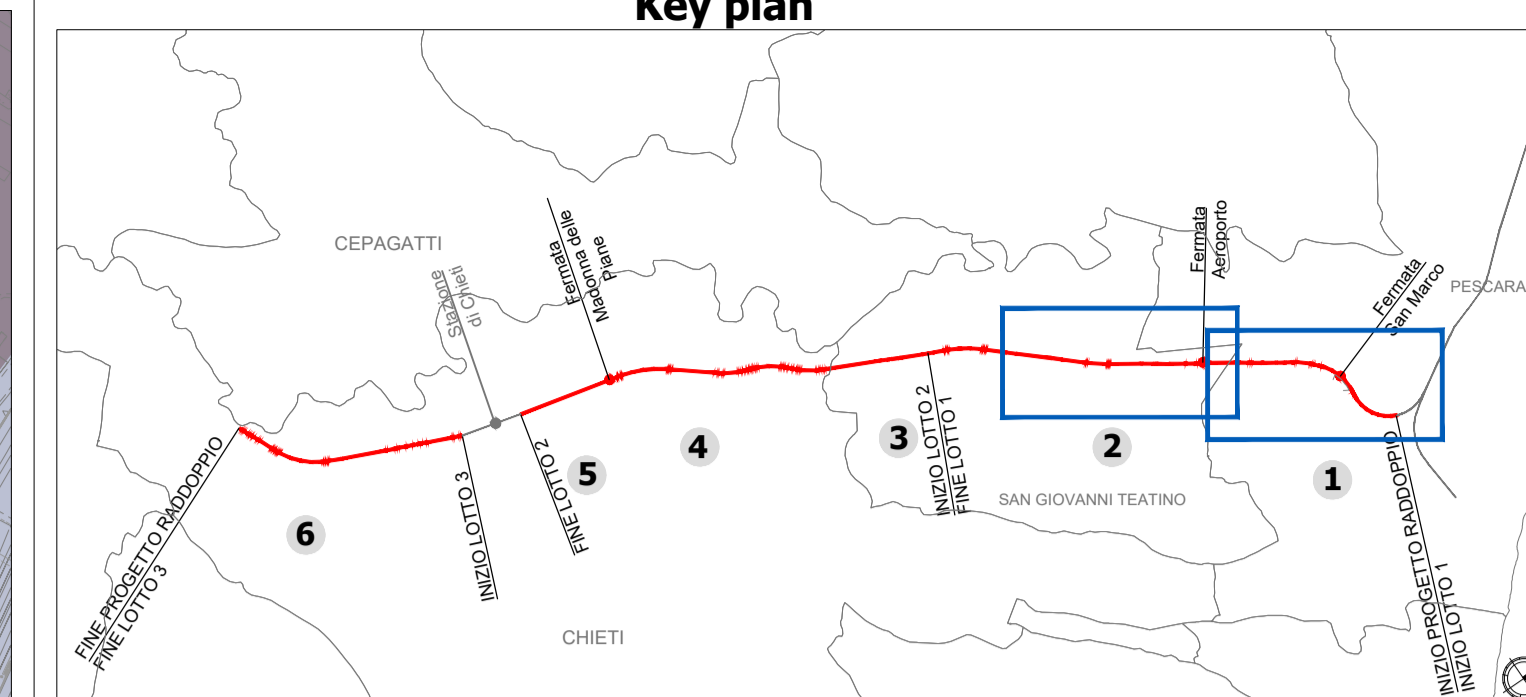 Key plan
CEPAGATTI
Stazione
di Chieti
Fermata
Madonna delle
Piane
Fermata
Aeroporto
Fermata
San Marco
PESCARA
INIZIO LOTTO 2
FINE LOTTO 1
3
2
1
4
5
6
SAN GIOVANNI TEATINO
FINE PROGETTO RADDOPPIO
FINE LOTTO 3
INIZIO LOTTO 3
FINE LOTTO 2
INIZIO PROGETTO RADDOPPIO
INIZIO LOTTO 1
CHIETI